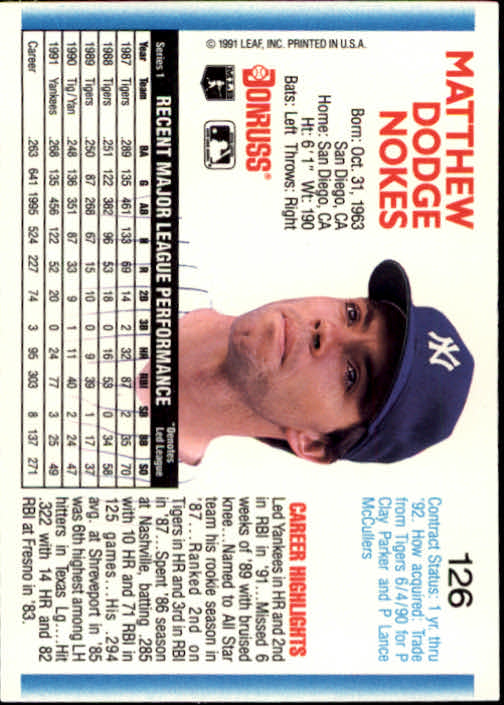 MATTHEW
DODGE
NOKES
Born: Oct. 31, 1963
San Diego, CA
Home: San Diego, CA
Ht: 6'1" Wt: 190
Bats: Left Throws: Right
DONRUSS
MLBPA
© 1991 LEAF, INC. PRINTED IN U.S.A.
NY
126
Contract Status: 1 yr. thru
'92. How acquired: Trade
from Tigers 6/4/90 for P
Clay Parker and P Lance
McCullers
Series 1 RECENT MAJOR LEAGUE PERFORMANCE *Denotes Led League
Year Team BA G AB H R 2B 3B HR RBI SB BB SO
1987 Tigers .289 135 461 133 69 14 2 32 87 2 35 70
1988 Tigers .251 122 382 96 53 18 0 16 53 0 34 58
1989 Tigers .250 87 268 67 15 10 0 9 39 1 17 37
1990 Tig/Yan .248 136 351 87 33 9 1 11 40 2 24 47
1991 Yankees .268 135 456 122 52 20 0 24 77 3 25 49
Career .263 641 1995 524 227 74 3 95 303 8 137 271
CAREER HIGHLIGHTS
Led Yankees in HR and 2nd
in RBI in '91...Missed 6
weeks of '89 with bruised
knee...Named to All Star
team his rookie season in
'87...Ranked 2nd on
Tigers in HR and 3rd in RBI
in '87...Spent '86 season
at Nashville, batting .285
with 10 HR and 71 RBI in
125 games...His .294
avg. at Shreveport in '85
was 6th highest among LH
hitters in Texas Lg....Hit
.322 with 14 HR and 82
RBI at Fresno in '83.